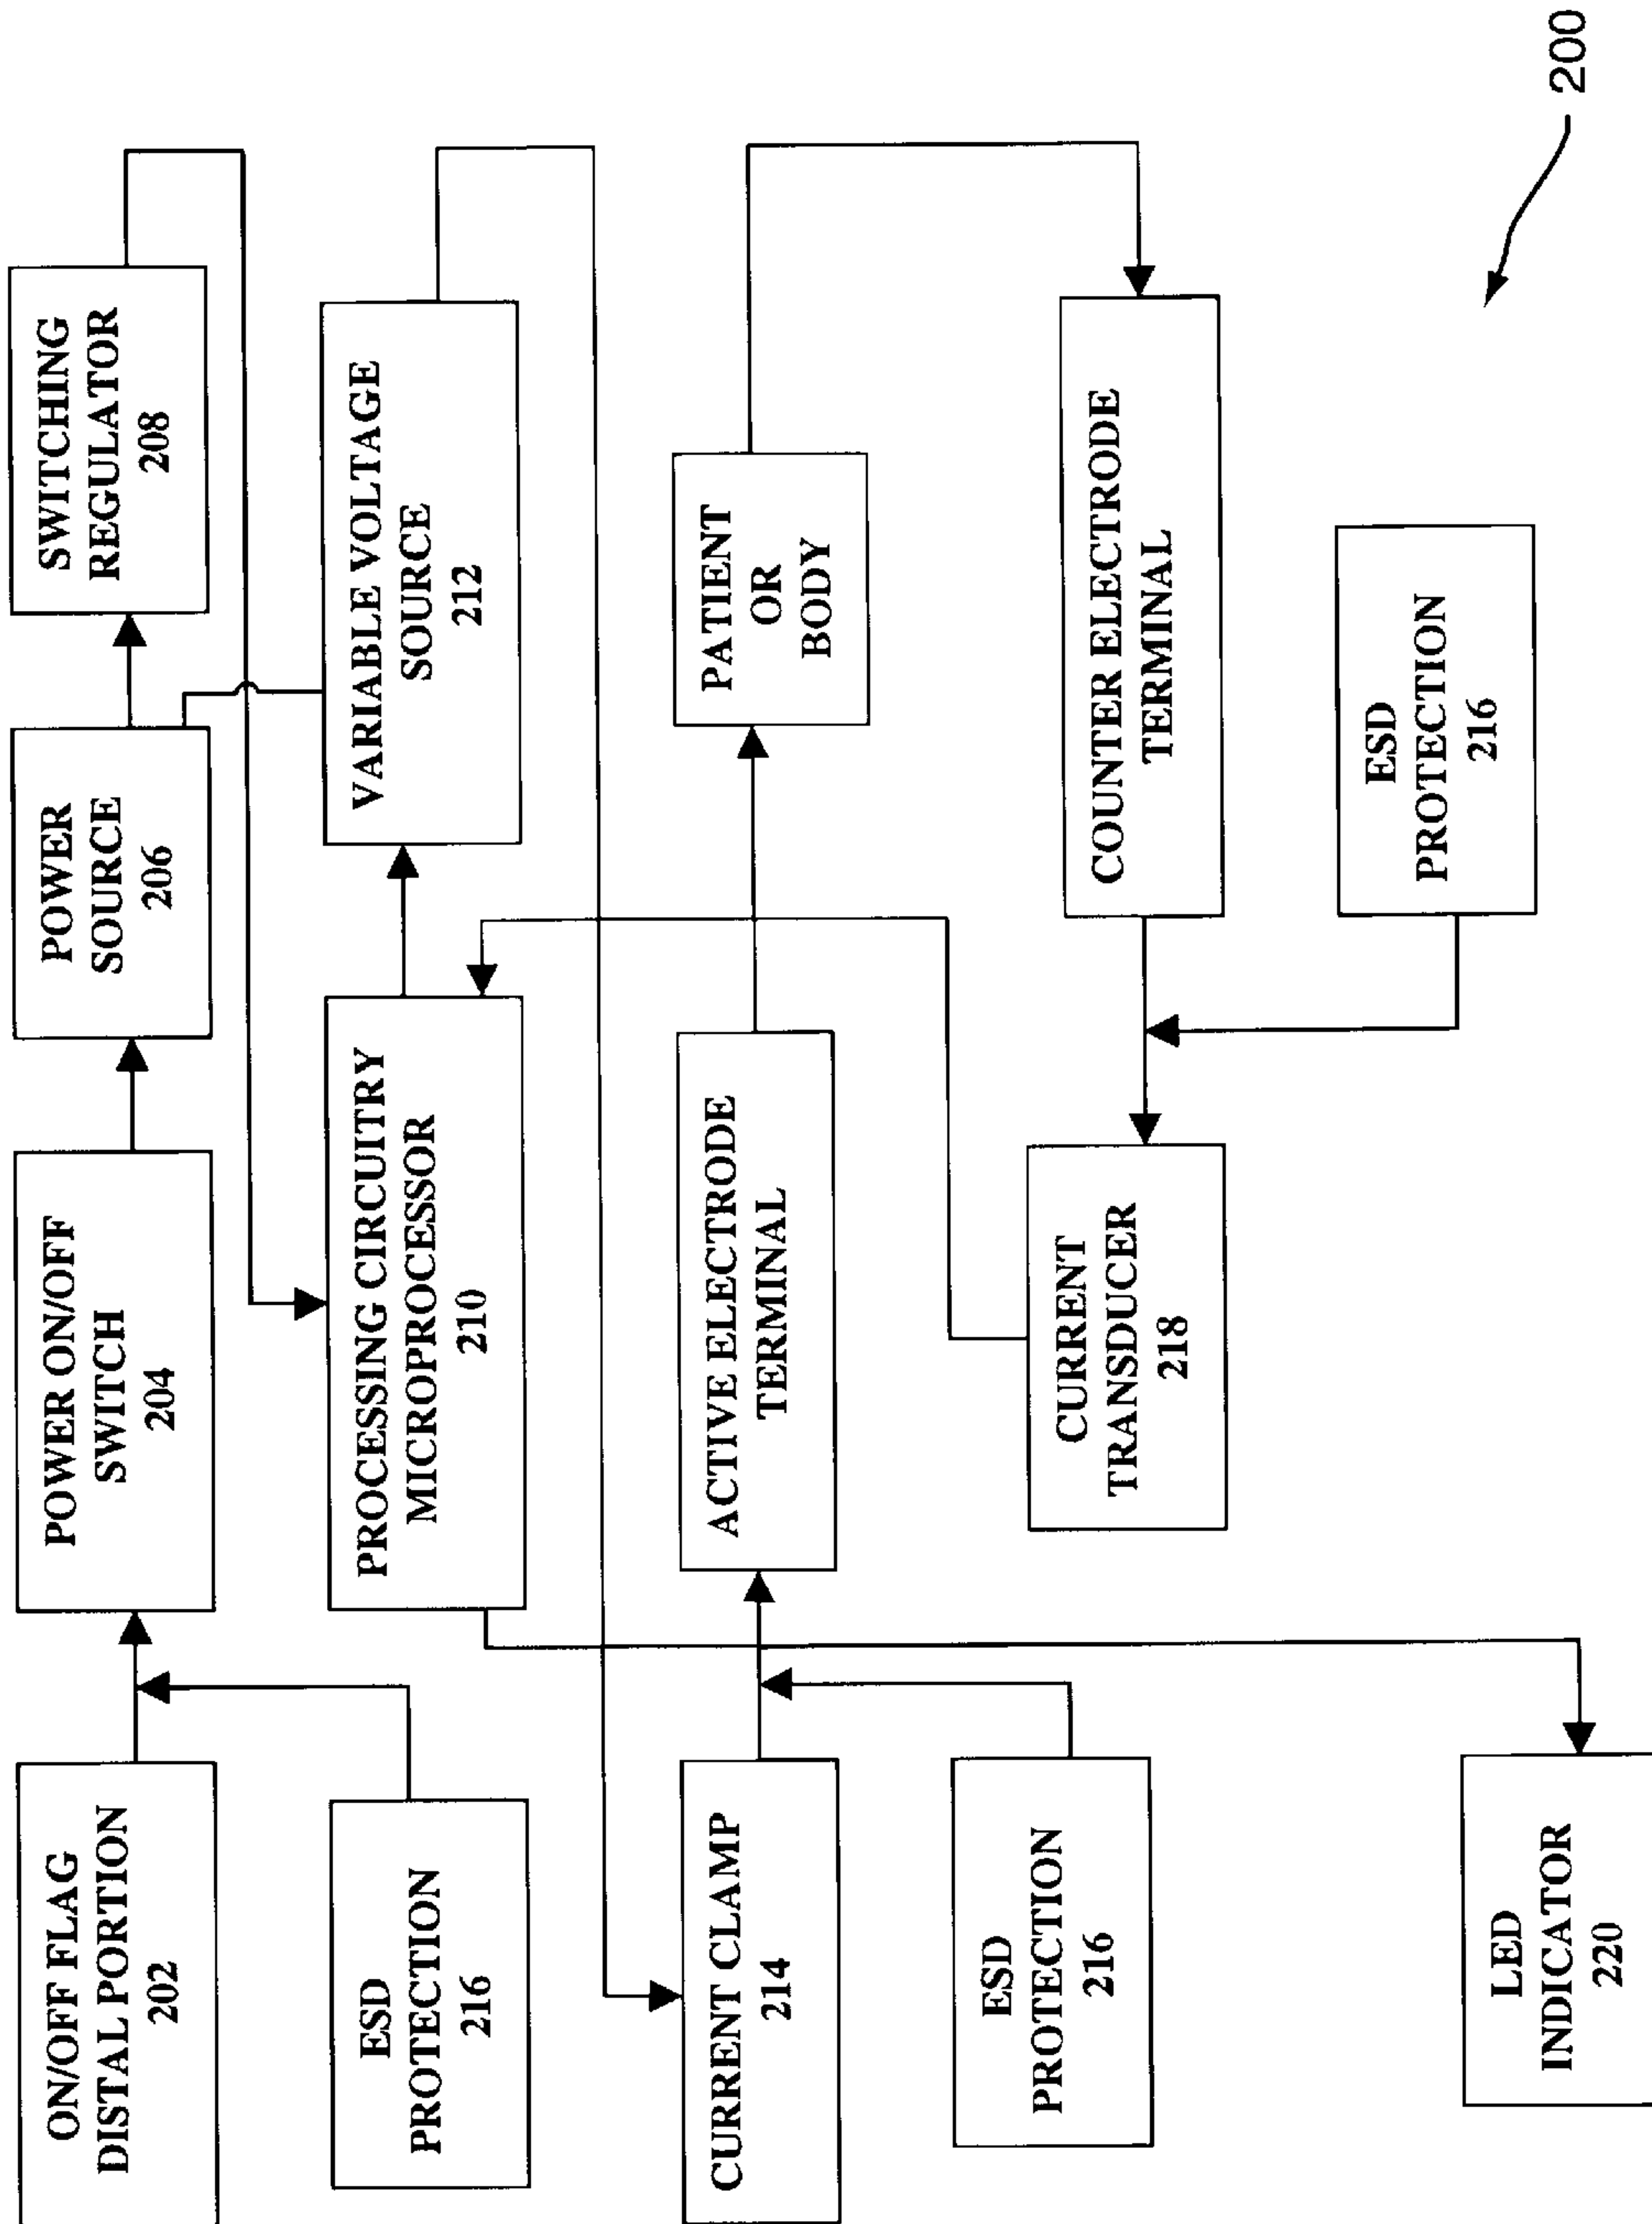 ON/OFF FLAG
DISTAL PORTION
202
POWER ON/OFF
SWITCH
204
POWER
SOURCE
206
SWITCHING
REGULATOR
208
ESD
PROTECTION
216
PROCESSING CIRCUITRY
MICROPROCESSOR
210
VARIABLE VOLTAGE
SOURCE
212
CURRENT CLAMP
214
ACTIVE ELECTRODE
TERMINAL
PATIENT
OR
BODY
ESD
PROTECTION
216
CURRENT
TRANSDUCER
218
COUNTER ELECTRODE
TERMINAL
ESD
PROTECTION
216
LED
INDICATOR
220
200